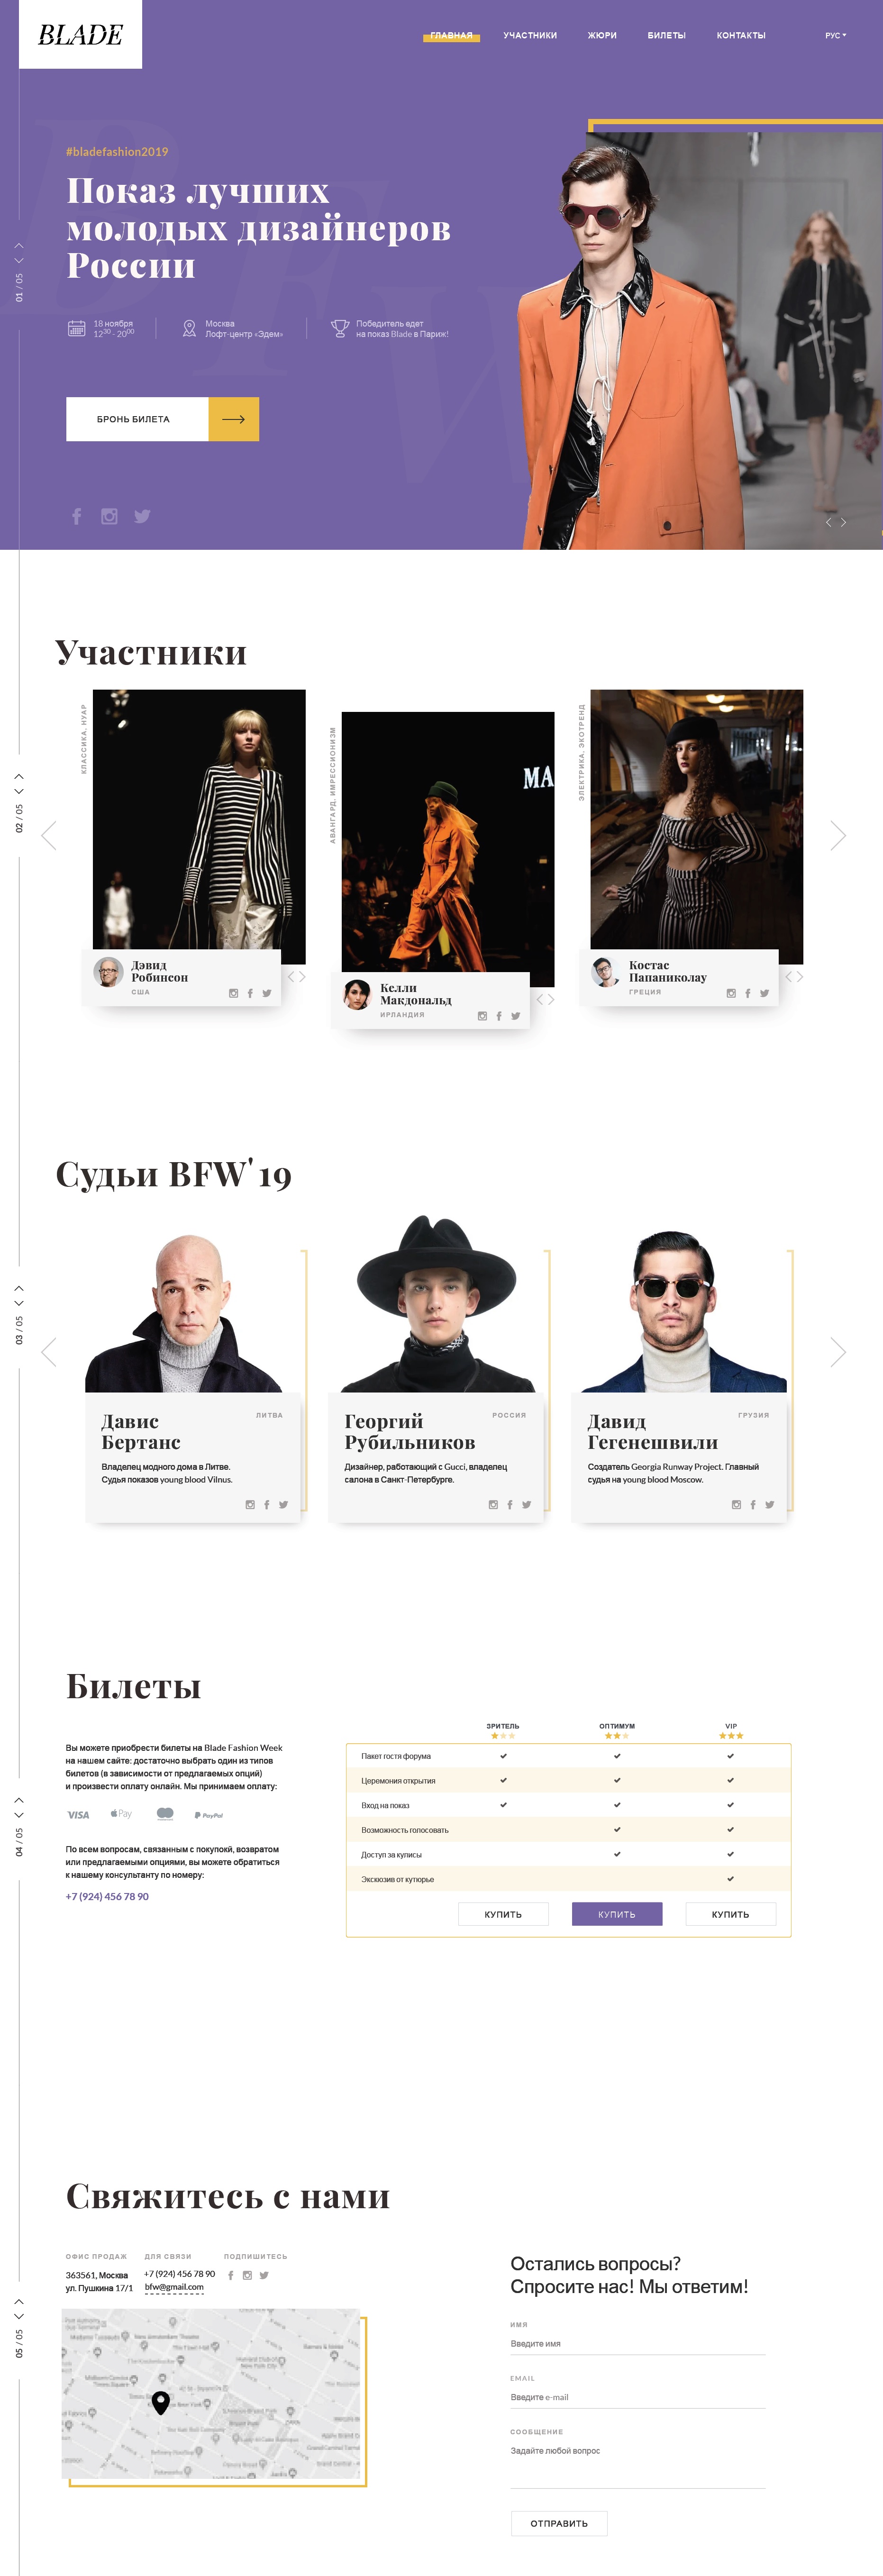 BLADE
ГЛАВНАЯ
УЧАСТНИКИ
ЖЮРИ
БИЛЕТЫ
КОНТАКТЫ
РУС
#bladefashion2019
Показ лучших
молодых дизайнеров
России
01 / 05
18 ноября
12³⁰ - 20⁰⁰
Москва
Лофт-центр «Эдем»
Победитель едет
на показ Blade в Париж!
БРОНЬ БИЛЕТА
Участники
02 / 05
КЛАССИКА, НУАР
Дэвид
Робинсон
США
АВАНГАРД, ИМПРЕССИОНИЗМ
MA
Келли
Макдональд
ИРЛАНДИЯ
ЭЛЕКТРИКА, ЭКОТРЕНД
Костас
Папаниколау
ГРЕЦИЯ
Судьи BFW'19
03 / 05
Давис
Бертанс
ЛИТВА
Владелец модного дома в Литве.
Судья показов young blood Vilnus.
Георгий
Рубильников
РОССИЯ
Дизайнер, работающий с Gucci, владелец
салона в Санкт-Петербурге.
Давид
Гегенешвили
ГРУЗИЯ
Создатель Georgia Runway Project. Главный
судья на young blood Moscow.
Билеты
04 / 05
Вы можете приобрести билеты на Blade Fashion Week
на нашем сайте: достаточно выбрать один из типов
билетов (в зависимости от предлагаемых опций)
и произвести оплату онлайн. Мы принимаем оплату:
VISA
Pay
PayPal
По всем вопросам, связанным с покупокй, возвратом
или предлагаемыми опциями, вы можете обратиться
к нашему консультанту по номеру:
+7 (924) 456 78 90
ЗРИТЕЛЬ
ОПТИМУМ
VIP
Пакет гостя форума
Церемония открытия
Вход на показ
Возможность голосовать
Доступ за куписы
Экскюзив от кутюрье
КУПИТЬ
КУПИТЬ
КУПИТЬ
Свяжитесь с нами
05 / 05
ОФИС ПРОДАЖ
363561, Москва
ул. Пушкина 17/1
ДЛЯ СВЯЗИ
+7 (924) 456 78 90
bfw@gmail.com
ПОДПИШИТЕСЬ
Остались вопросы?
Спросите нас! Мы ответим!
ИМЯ
Введите имя
EMAIL
Введите e-mail
СООБЩЕНИЕ
Задайте любой вопрос
ОТПРАВИТЬ